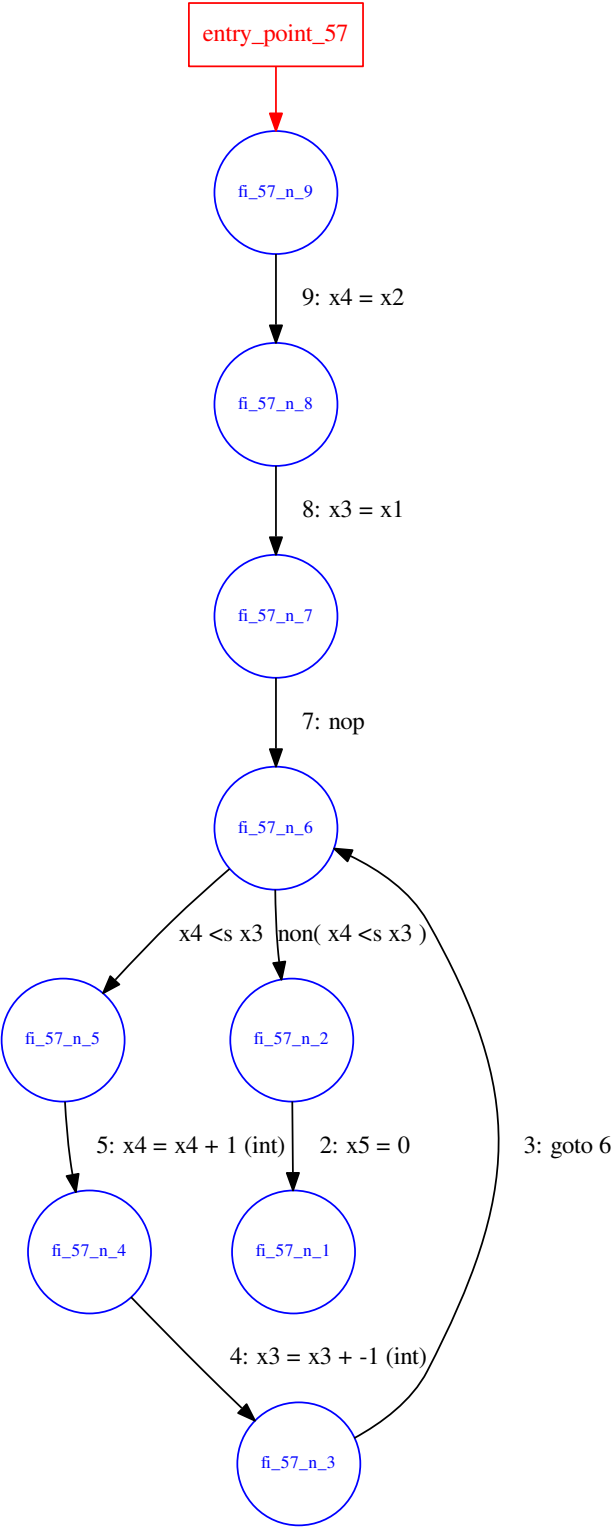 entry_point_57
fi_57_n_9
9: x4 = x2
fi_57_n_8
8: x3 = x1
fi_57_n_7
7: nop
fi_57_n_6
x4 <s x3
non( x4 <s x3 )
fi_57_n_5
fi_57_n_2
5: x4 = x4 + 1 (int)
2: x5 = 0
3: goto 6
fi_57_n_4
fi_57_n_1
4: x3 = x3 + -1 (int)
fi_57_n_3